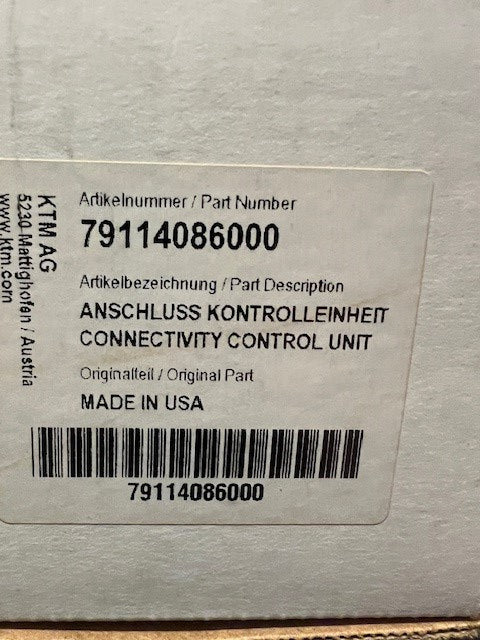 KTM AG
5230 Mattighofen / Austria
www.ktm.com
Artikelnummer / Part Number
79114086000
Artikelbezeichnung / Part Description
ANSCHLUSS KONTROLLEINHEIT
CONNECTIVITY CONTROL UNIT
Originalteil / Original Part
MADE IN USA
79114086000